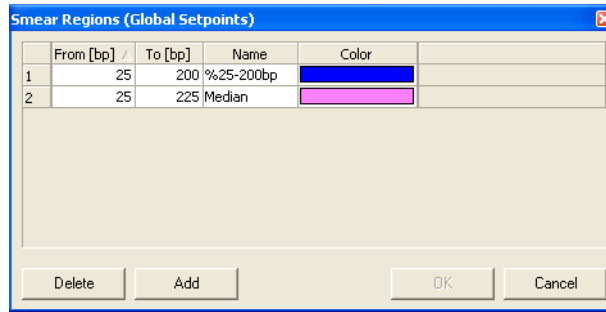 Smear Regions (Global Setpoints)
From [bp] To [bp] Name Color
1 25 200 %25-200bp
2 25 225 Median
Delete Add OK Cancel